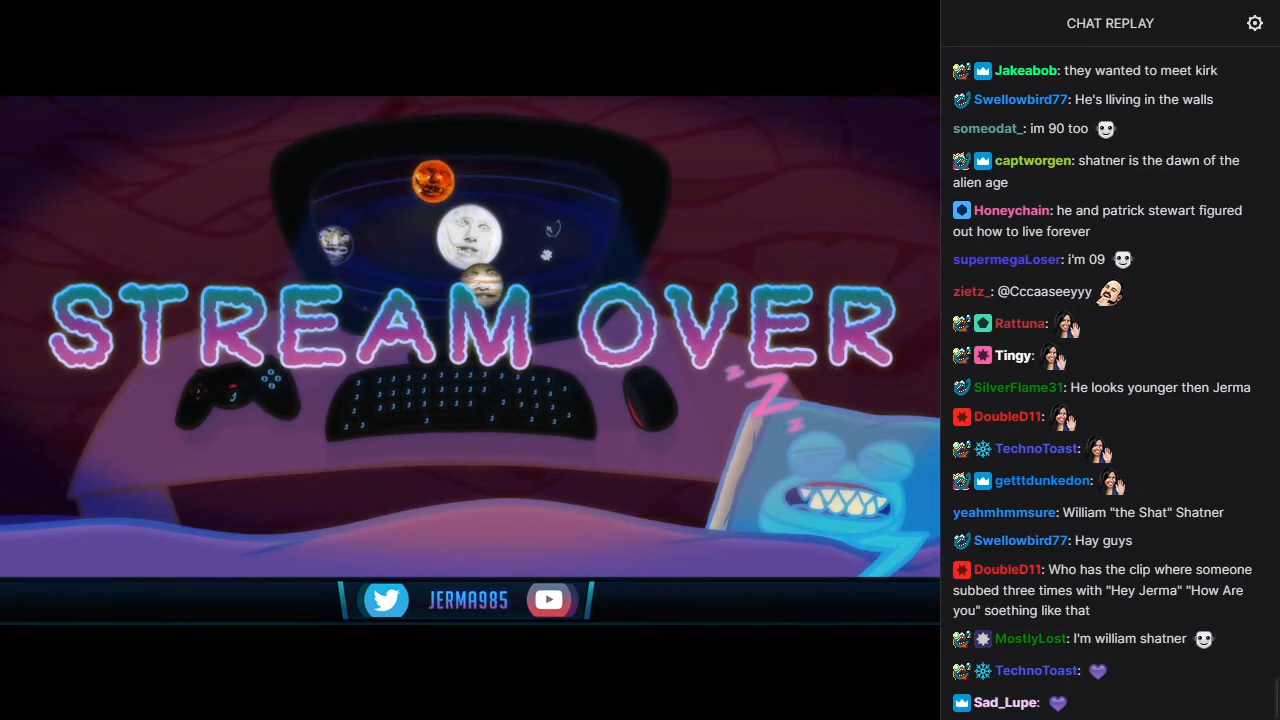 CHAT REPLAY
Jakeabob: they wanted to meet kirk
Swellowbird77: He's lliving in the walls
someodat_: im 90 too
captworgen: shatner is the dawn of the
alien age
Honeychain: he and patrick stewart figured
out how to live forever
supermegaLoser: i'm 09
zietz_: @Cccaaseeyyy
Rattuna:
Tingy:
SilverFlame31: He looks younger then Jerma
DoubleD11:
TechnoToast:
getttdunkedon:
yeahmhmmsure: William "the Shat" Shatner
Swellowbird77: Hay guys
DoubleD11: Who has the clip where someone
subbed three times with "Hey Jerma" "How Are
you" soething like that
MostlyLost: I'm william shatner
TechnoToast:
Sad_Lupe:
STREAM OVER
z
Z
z
JERMA985